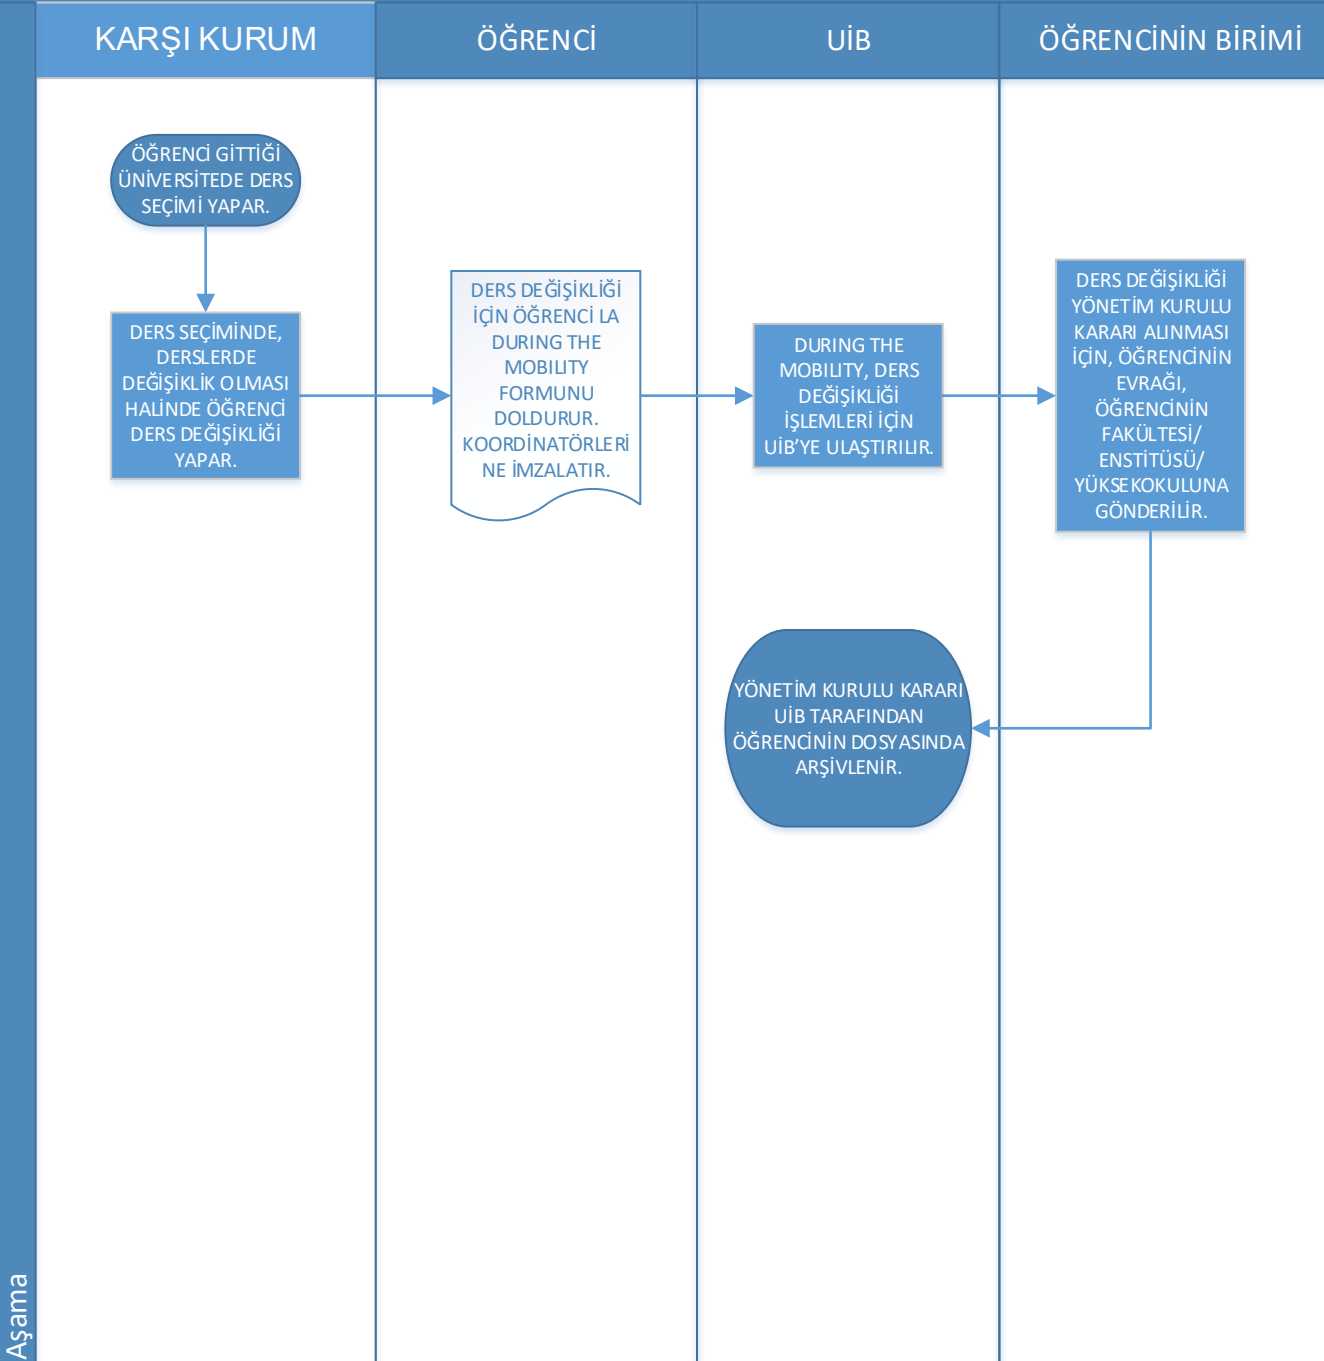 KARŞI KURUM
ÖĞRENCİ
UİB
ÖĞRENCİNİN BİRİMİ
ÖĞRENCİ GİTTİĞİ
ÜNİVERSİTEDE DERS
SEÇİMİ YAPAR.
DERS SEÇİMİNDE,
DERSLERDE
DEĞİŞİKLİK OLMASI
HALİNDE ÖĞRENCİ
DERS DEĞİŞİKLİĞİ
YAPAR.
DERS DEĞİŞİKLİĞİ
İÇİN ÖĞRENCİ LA
DURING THE
MOBILITY
FORMUNU
DOLDURUR.
KOORDİNATÖRLERİ
NE İMZALATIR.
DURING THE
MOBILITY, DERS
DEĞİŞİKLİĞİ
İŞLEMLERİ İÇİN
UİB'YE ULAŞTIRILIR.
DERS DEĞİŞİKLİĞİ
YÖNETİM KURULU
KARARI ALINMASI
İÇİN, ÖĞRENCİNİN
EVRAĞI,
ÖĞRENCİNİN
FAKÜLTESİ/
ENSTİTÜSÜ/
YÜKSEKOKULUNA
GÖNDERİLİR.
YÖNETİM KURULU KARARI
UİB TARAFINDAN
ÖĞRENCİNİN DOSYASINDA
ARŞİVLENİR.
Aşama